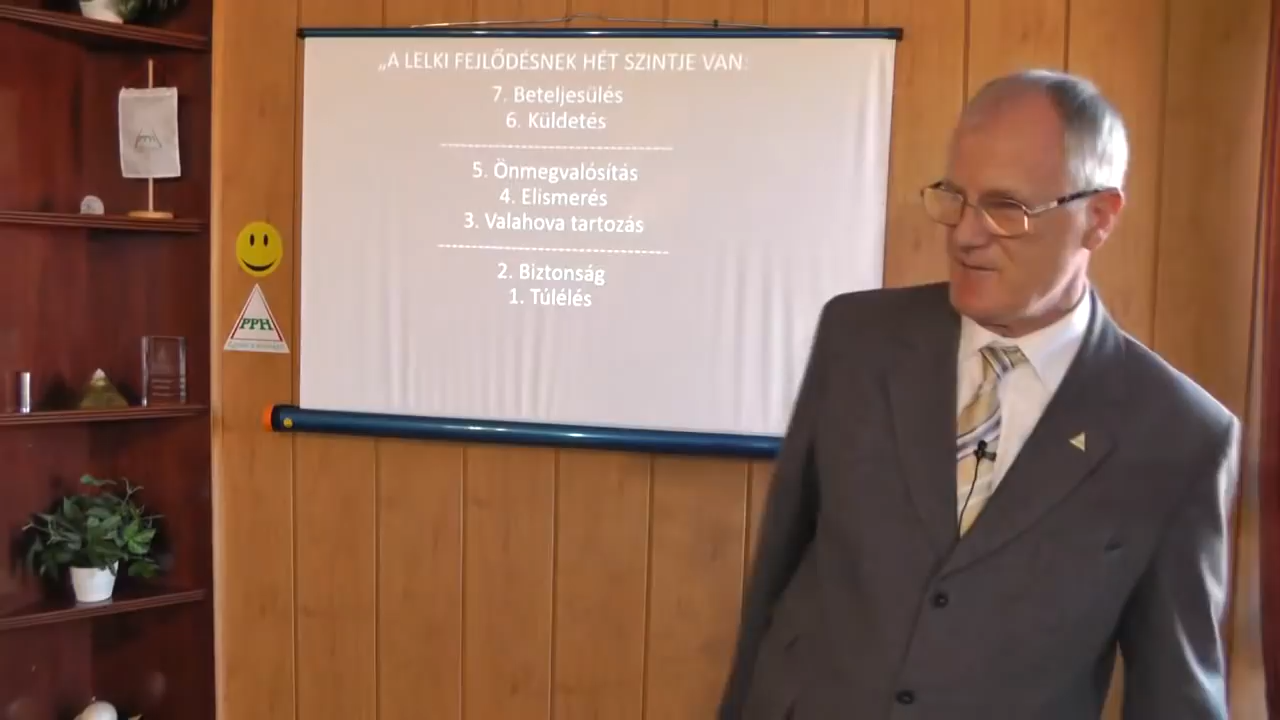 „A LELKI FEJLŐDÉSNEK HÉT SZINTJE VAN:
7. Beteljesülés
6. Küldetés
5. Önmegvalósítás
4. Elismerés
3. Valahova tartozás
2. Biztonság
1. Túlélés
PPH